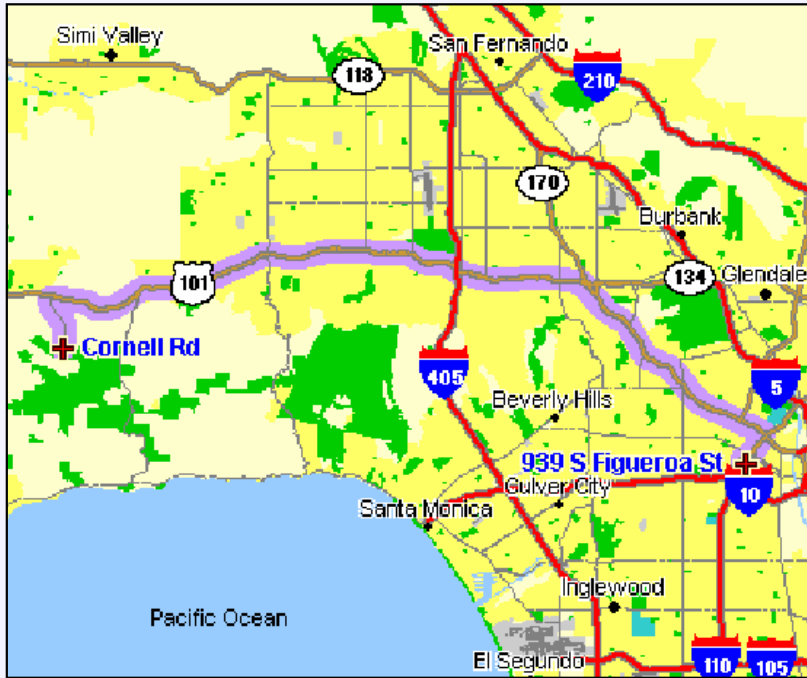 Simi Valley
San Fernando
118
210
170
Burbank
134
Glendale
101
Cornell Rd
405
5
Beverly Hills
939 S Figueroa St
10
Culver City
Santa Monica
Inglewood
Pacific Ocean
El Segundo
110
105